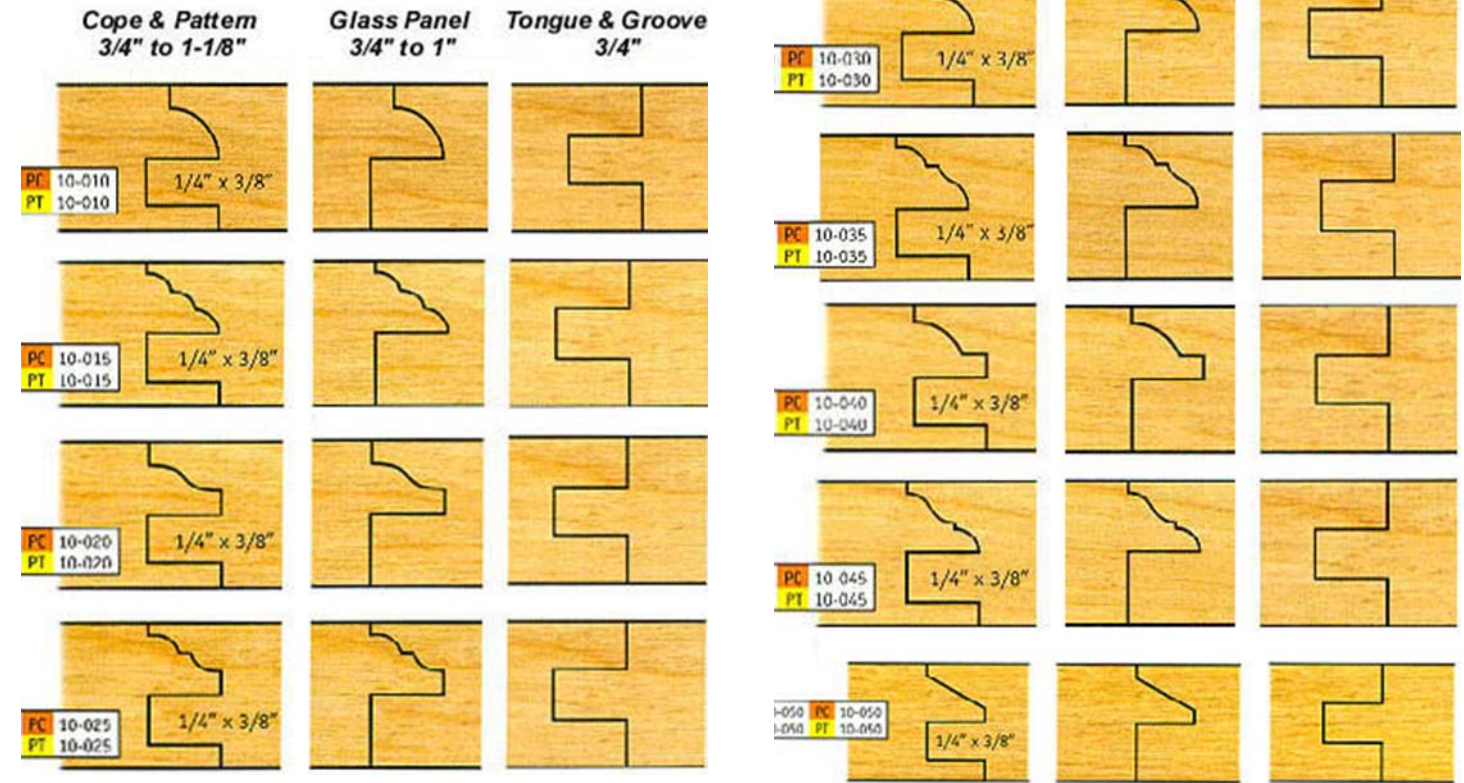 Cope & Pattern
3/4" to 1-1/8"
Glass Panel
3/4" to 1"
Tongue & Groove
3/4"
PC 10-010
PT 10-010
1/4" x 3/8"
PC 10-015
PT 10-015
1/4" x 3/8"
PC 10-020
PT 10-020
1/4" x 3/8"
PC 10-025
PT 10-025
1/4" x 3/8"
PC 10-030
PT 10-030
1/4" x 3/8"
PC 10-035
PT 10-035
1/4" x 3/8"
PC 10-040
PT 10-040
1/4" x 3/8"
PC 10-045
PT 10-045
1/4" x 3/8"
-050 PC 10-050
-050 PT 10-050
1/4" x 3/8"